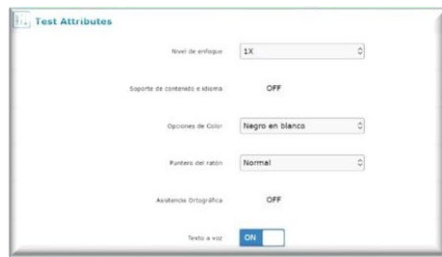 Test Attributes
Nivel de enfoque 1X
Soporte de contenido e idioma OFF
Opciones de Color Negro en blanco
Puntero del ratón Normal
Asistencia Ortográfica OFF
Texto a voz ON